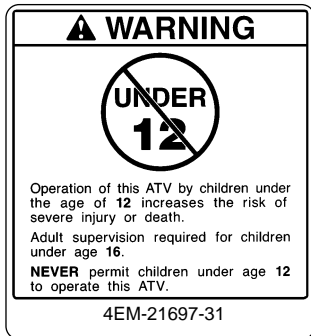 WARNING
UNDER
12
Operation of this ATV by children under
the age of 12 increases the risk of
severe injury or death.
Adult supervision required for children
under age 16.
NEVER permit children under age 12
to operate this ATV.
4EM-21697-31